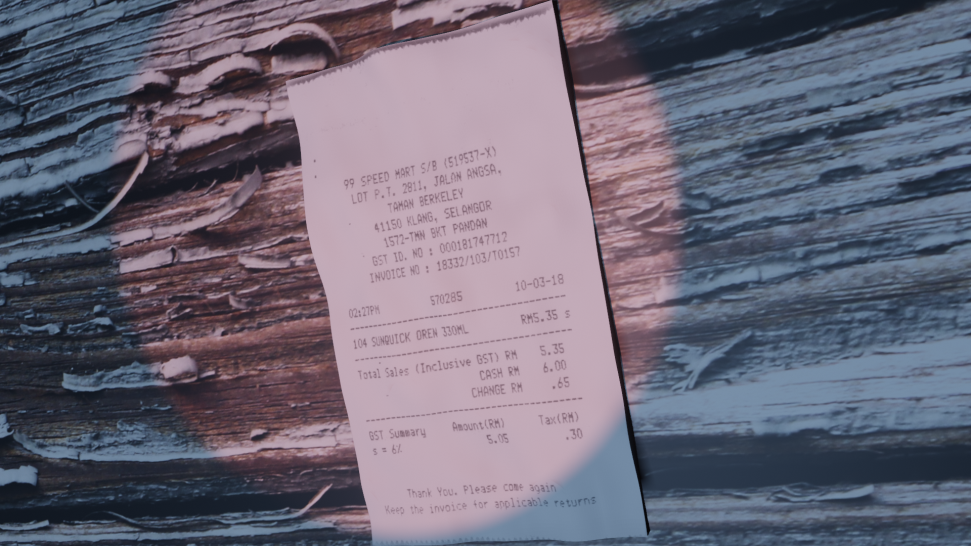 99 SPEED MART S/B (519537-X)
LOT P.T. 2811, JALAN ANGSA,
TAMAN BERKELEY
41150 KLANG, SELANGOR
1572-TMN BKT PANDAN
GST ID. NO : 000181747712
INVOICE NO : 18332/103/T0157
02:27PM 570285 10-03-18
104 SUNQUICK OREN 330ML RM5.35 s
Total Sales (Inclusive GST) RM 5.35
CASH RM 6.00
CHANGE RM .65
GST Summary Amount(RM) Tax(RM)
s = 6% 5.05 .30
Thank You. Please come again
Keep the invoice for applicable returns